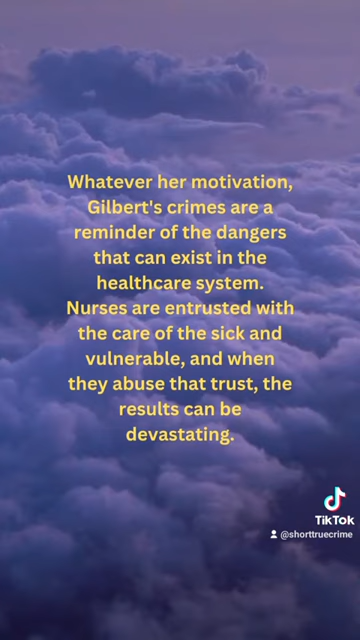 Whatever her motivation,
Gilbert's crimes are a
reminder of the dangers
that can exist in the
healthcare system.
Nurses are entrusted with
the care of the sick and
vulnerable, and when
they abuse that trust, the
results can be
devastating.
TikTok
@shorttruecrime